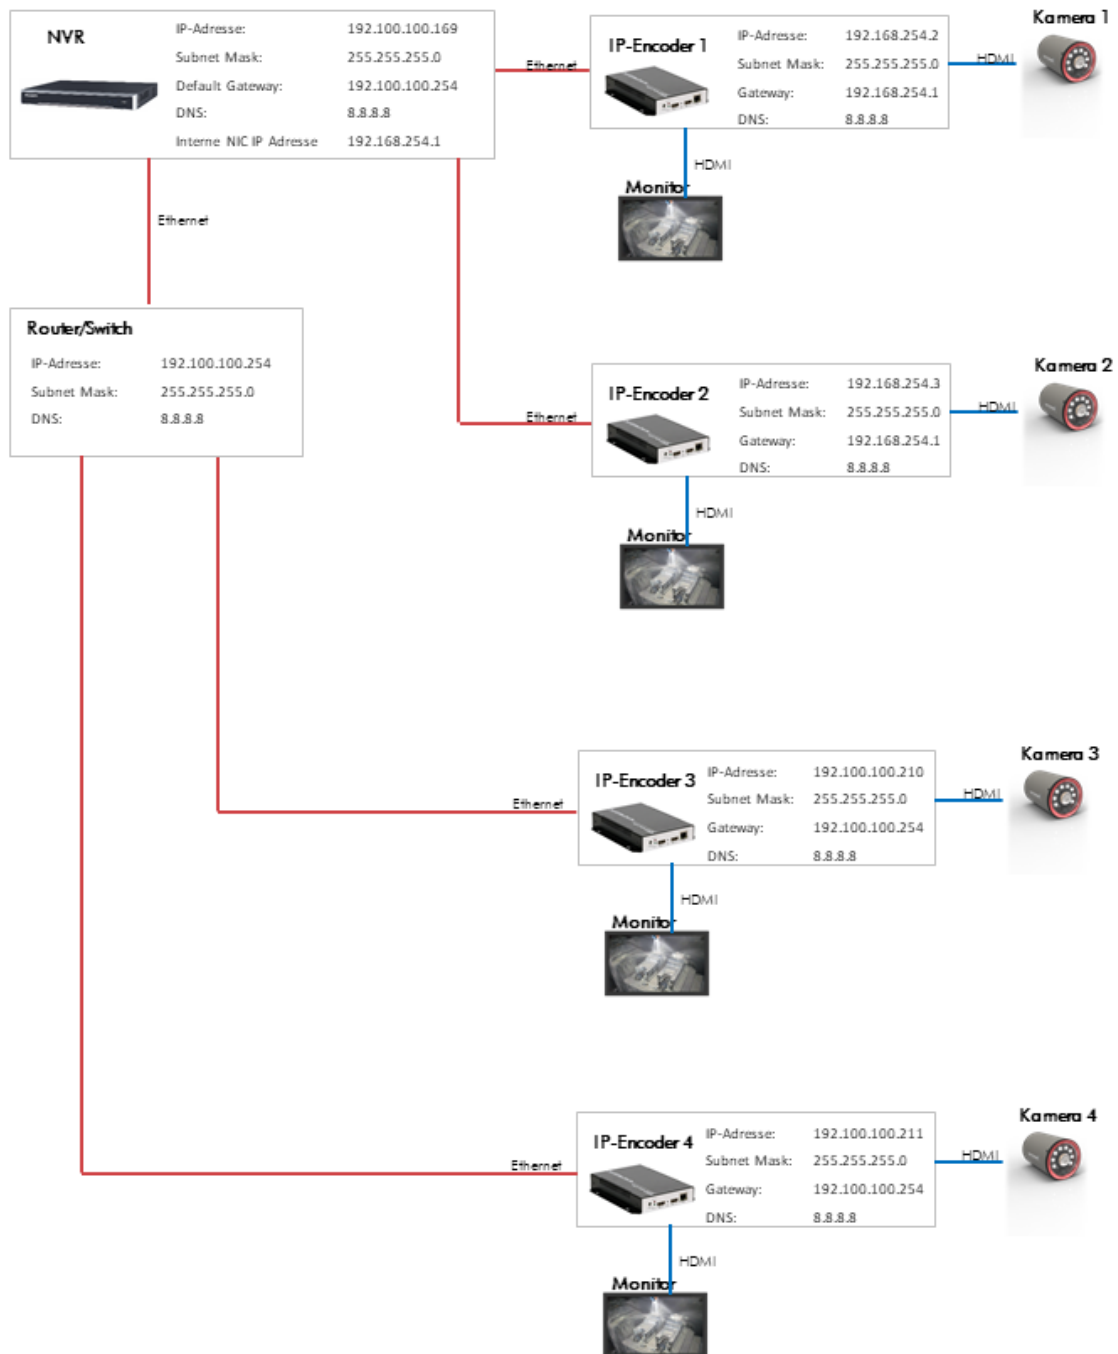 NVR
IP-Adresse: 192.100.100.169
Subnet Mask: 255.255.255.0
Default Gateway: 192.100.100.254
DNS: 8.8.8.8
Interne NIC IP Adresse 192.168.254.1
Ethernet
IP-Encoder 1
IP-Adresse: 192.168.254.2
Subnet Mask: 255.255.255.0
Gateway: 192.168.254.1
DNS: 8.8.8.8
HDMI
Kamera 1
HDMI
Monitor
Ethernet
Router/Switch
IP-Adresse: 192.100.100.254
Subnet Mask: 255.255.255.0
DNS: 8.8.8.8
Ethernet
IP-Encoder 2
IP-Adresse: 192.168.254.3
Subnet Mask: 255.255.255.0
Gateway: 192.168.254.1
DNS: 8.8.8.8
HDMI
Kamera 2
HDMI
Monitor
Ethernet
IP-Encoder 3
IP-Adresse: 192.100.100.210
Subnet Mask: 255.255.255.0
Gateway: 192.100.100.254
DNS: 8.8.8.8
HDMI
Kamera 3
HDMI
Monitor
Ethernet
IP-Encoder 4
IP-Adresse: 192.100.100.211
Subnet Mask: 255.255.255.0
Gateway: 192.100.100.254
DNS: 8.8.8.8
HDMI
Kamera 4
HDMI
Monitor